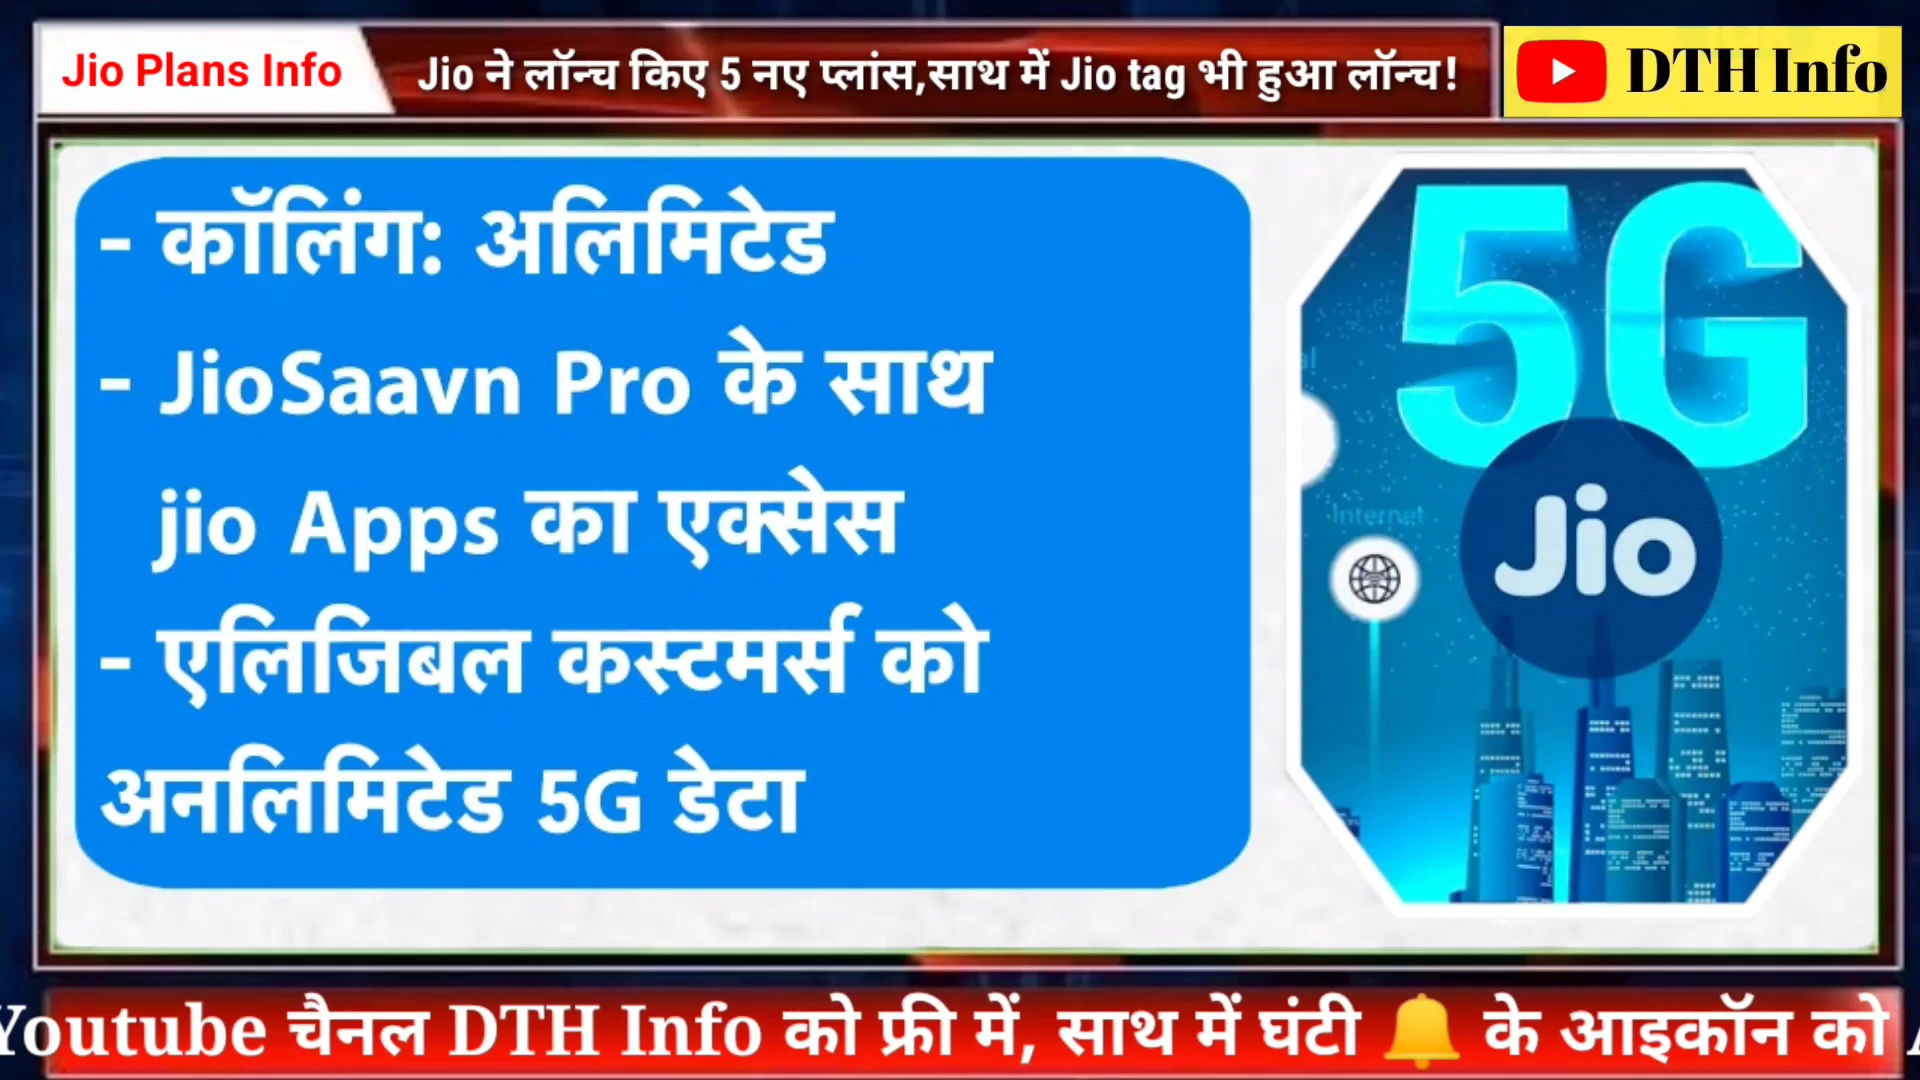 Jio Plans Info
Jio ने लॉन्च किए 5 नए प्लांस,साथ में Jio tag भी हुआ लॉन्च!
DTH Info
- कॉलिंग: अलिमिटेड
- JioSaavn Pro के साथ
jio Apps का एक्सेस
- एलिजिबल कस्टमर्स को
अनलिमिटेड 5G डेटा
5G
Internet
Jio
Youtube चैनल DTH Info को फ्री में, साथ में घंटी 🔔 के आइकॉन को